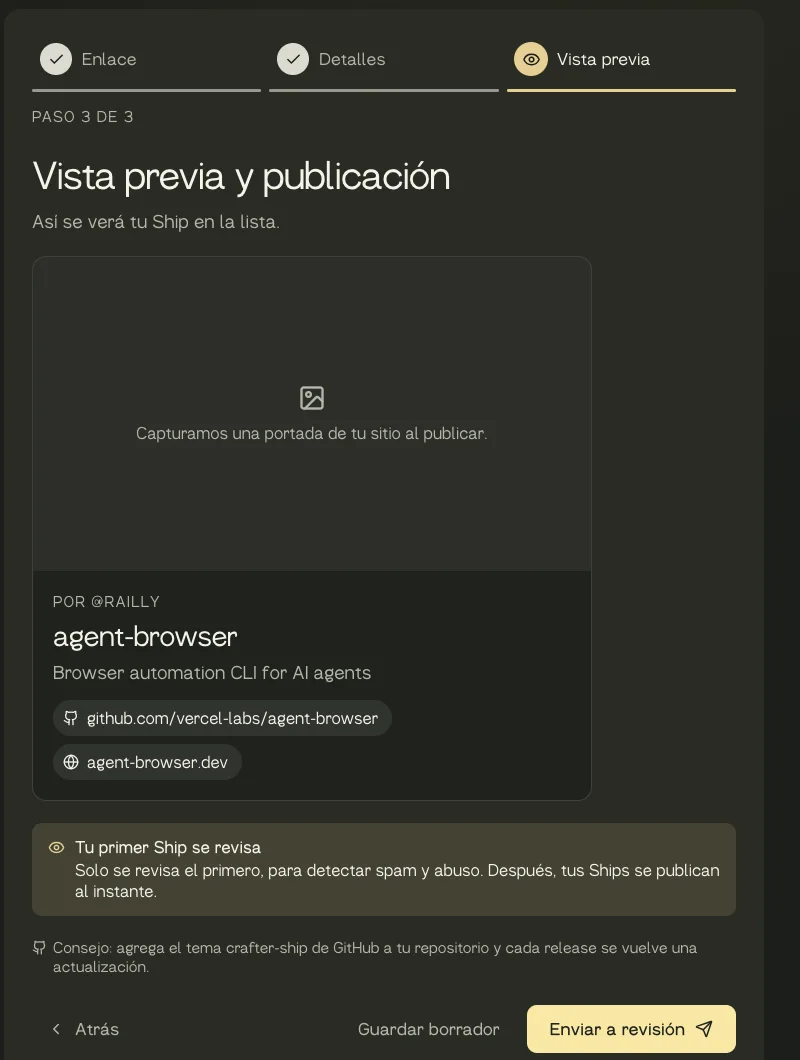 Enlace
Detalles
Vista previa
PASO 3 DE 3
Vista previa y publicación
Así se verá tu Ship en la lista.
Capturamos una portada de tu sitio al publicar.
POR @RAILLY
agent-browser
Browser automation CLI for AI agents
github.com/vercel-labs/agent-browser
agent-browser.dev
Tu primer Ship se revisa
Solo se revisa el primero, para detectar spam y abuso. Después, tus Ships se publican
al instante.
Consejo: agrega el tema crafter-ship de GitHub a tu repositorio y cada release se vuelve una
actualización.
Atrás
Guardar borrador
Enviar a revisión